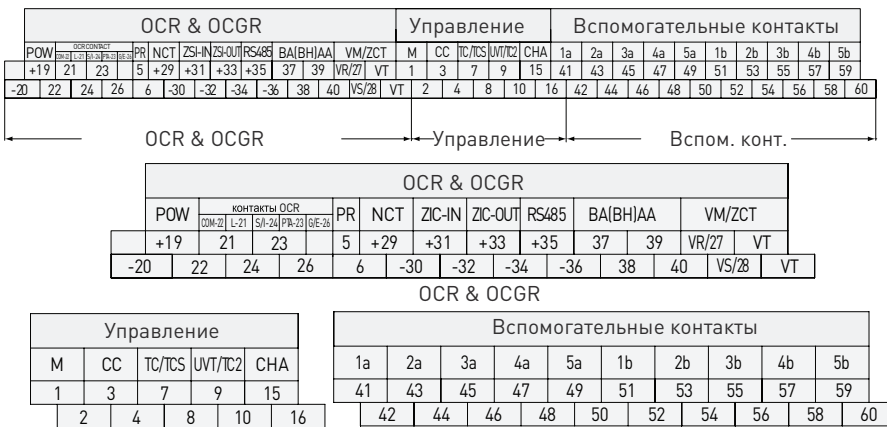 OCR & OCGR Управление Вспомогательные контакты
POW OCR CONTACT PR NCT ZSI-IN ZSI-OUT RS485 BA(BH)AA VM/ZCT M CC TC/TCS UVT/TC2 CHA 1a 2a 3a 4a 5a 1b 2b 3b 4b 5b
COM-22 L-21 S/I-24 PTA-23 G/E-26
+19 21 23 5 +29 +31 +33 +35 37 39 VR/27 VT 1 3 7 9 15 41 43 45 47 49 51 53 55 57 59
-20 22 24 26 6 -30 -32 -34 -36 38 40 VS/28 VT 2 4 8 10 16 42 44 46 48 50 52 54 56 58 60
OCR & OCGR Управление Вспом. конт.
OCR & OCGR
POW контакты OCR PR NCT ZIC-IN ZIC-OUT RS485 BA(BH)AA VM/ZCT
COM-22 L-21 S/I-24 PTA-23 G/E-26
+19 21 23 5 +29 +31 +33 +35 37 39 VR/27 VT
-20 22 24 26 6 -30 -32 -34 -36 38 40 VS/28 VT
OCR & OCGR
Управление
M CC TC/TCS UVT/TC2 CHA
1 3 7 9 15
2 4 8 10 16
Вспомогательные контакты
1a 2a 3a 4a 5a 1b 2b 3b 4b 5b
41 43 45 47 49 51 53 55 57 59
42 44 46 48 50 52 54 56 58 60